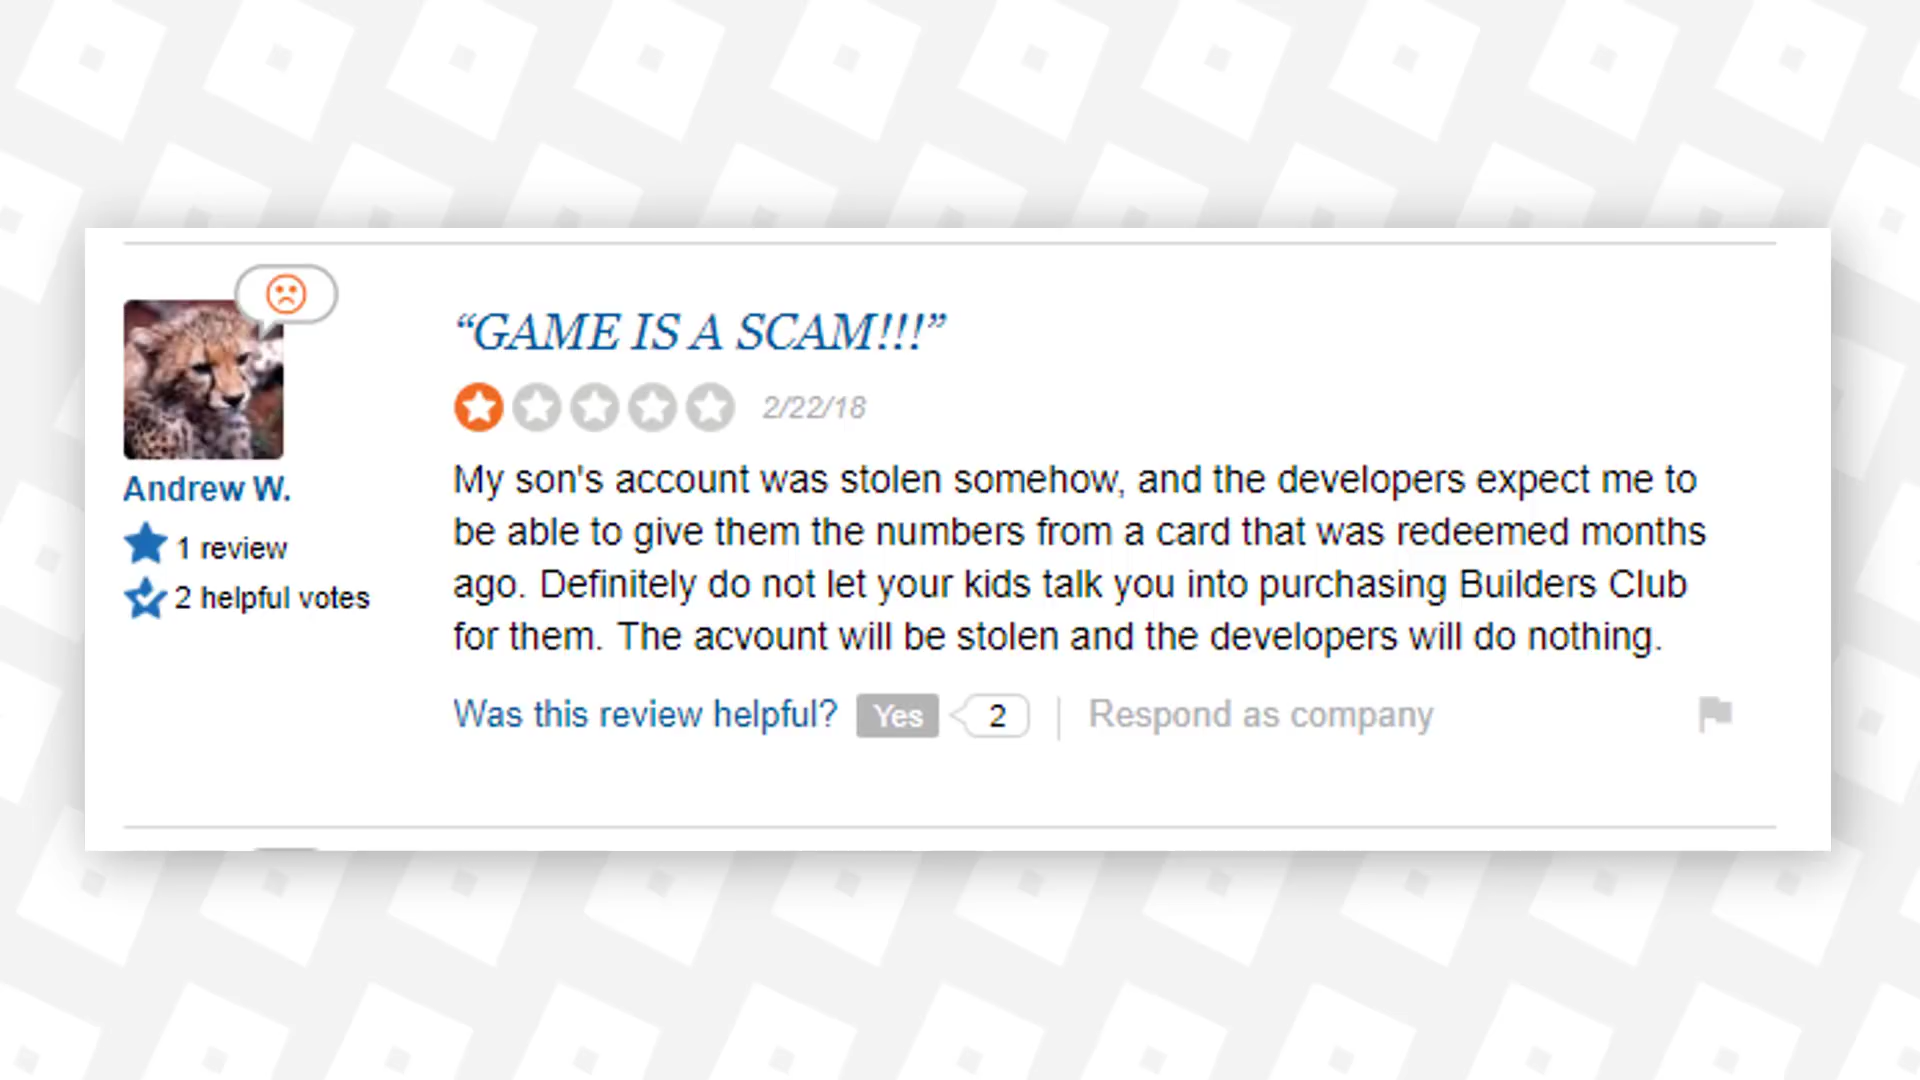 “GAME IS A SCAM!!!”
2/22/18
Andrew W.
1 review
2 helpful votes
My son's account was stolen somehow, and the developers expect me to
be able to give them the numbers from a card that was redeemed months
ago. Definitely do not let your kids talk you into purchasing Builders Club
for them. The acvount will be stolen and the developers will do nothing.
Was this review helpful? Yes 2 Respond as company